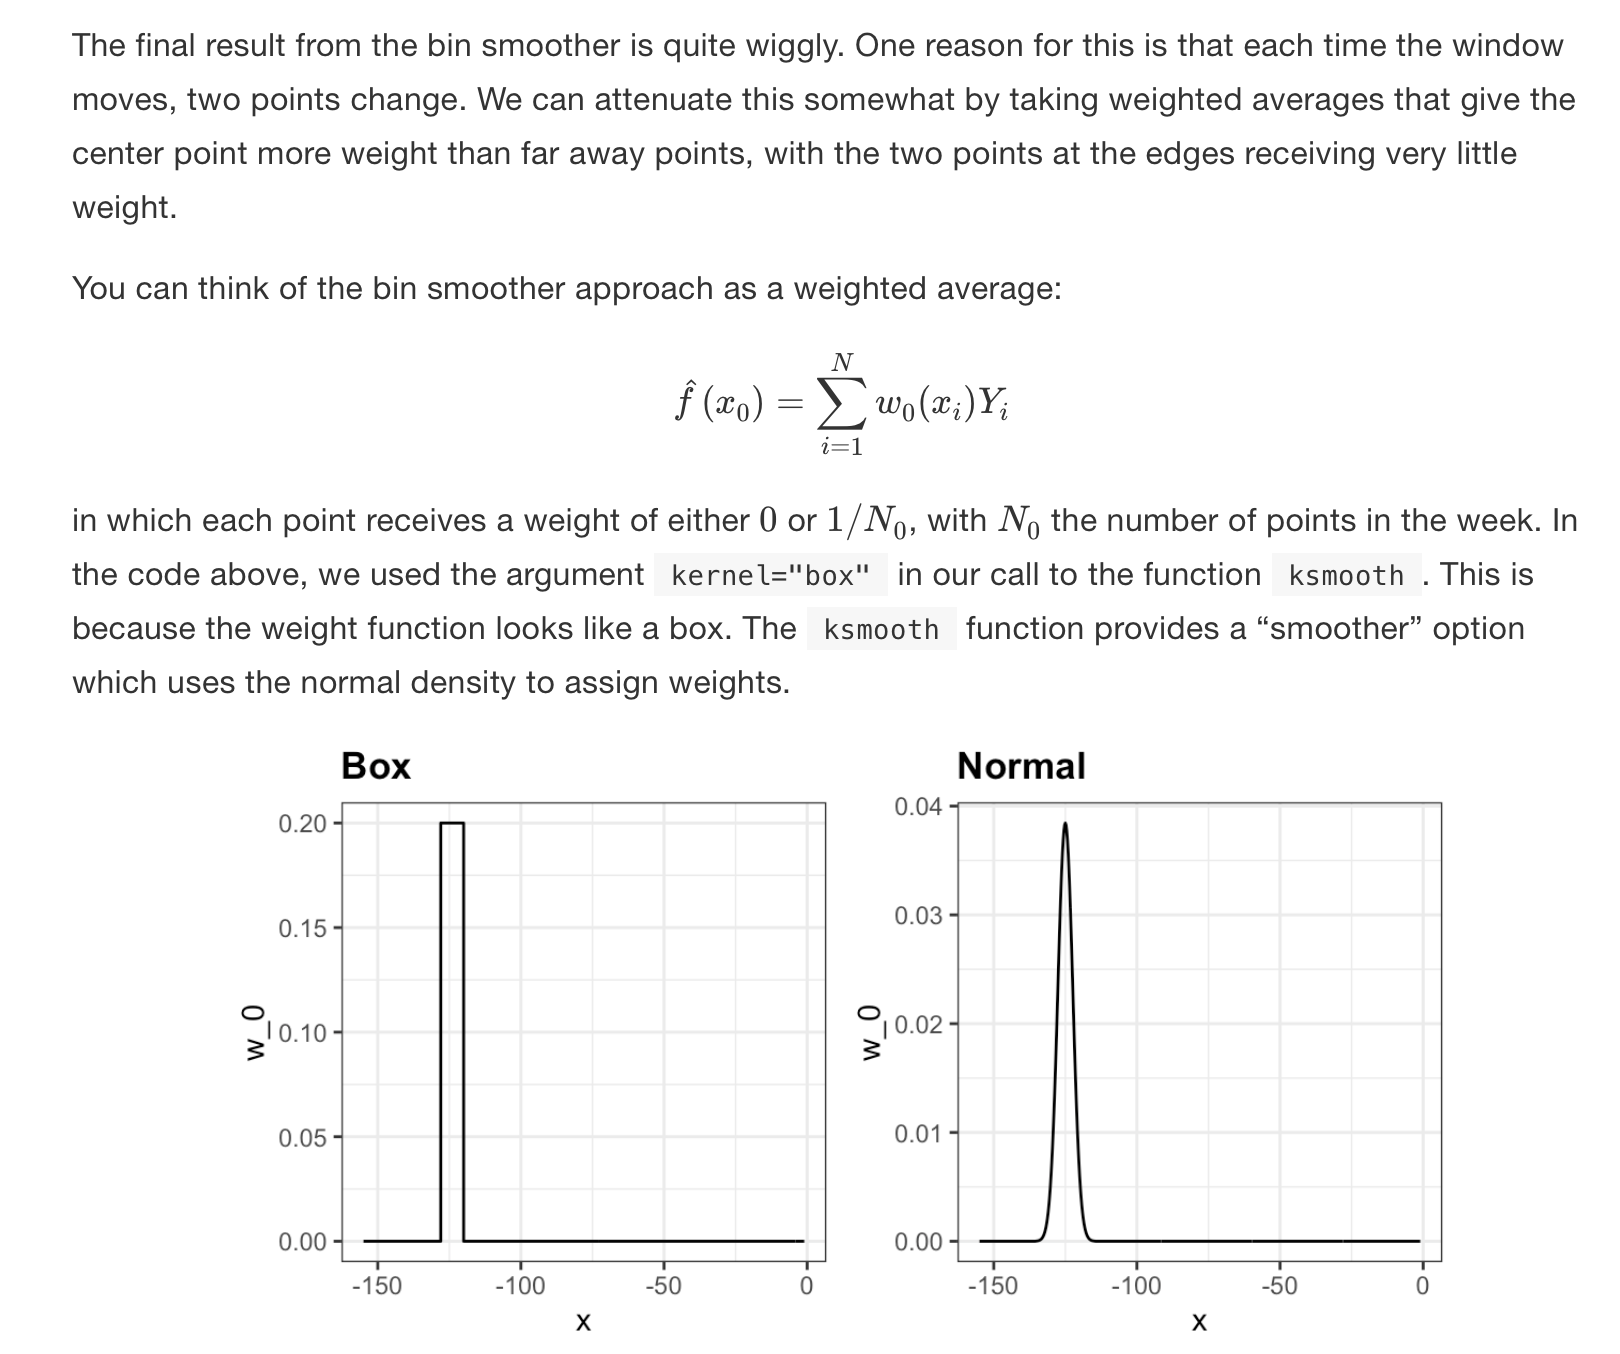 The final result from the bin smoother is quite wiggly. One reason for this is that each time the window
moves, two points change. We can attenuate this somewhat by taking weighted averages that give the
center point more weight than far away points, with the two points at the edges receiving very little
weight.
You can think of the bin smoother approach as a weighted average:
f̂ (x₀) = ∑_{i=1}^{N} w₀(xᵢ)Yᵢ
in which each point receives a weight of either 0 or 1/N₀, with N₀ the number of points in the week. In
the code above, we used the argument kernel="box" in our call to the function ksmooth . This is
because the weight function looks like a box. The ksmooth function provides a “smoother” option
which uses the normal density to assign weights.
Box
0.20
0.15
0.10
0.05
0.00
w_0
-150 -100 -50 0
x
Normal
0.04
0.03
0.02
0.01
0.00
w_0
-150 -100 -50 0
x